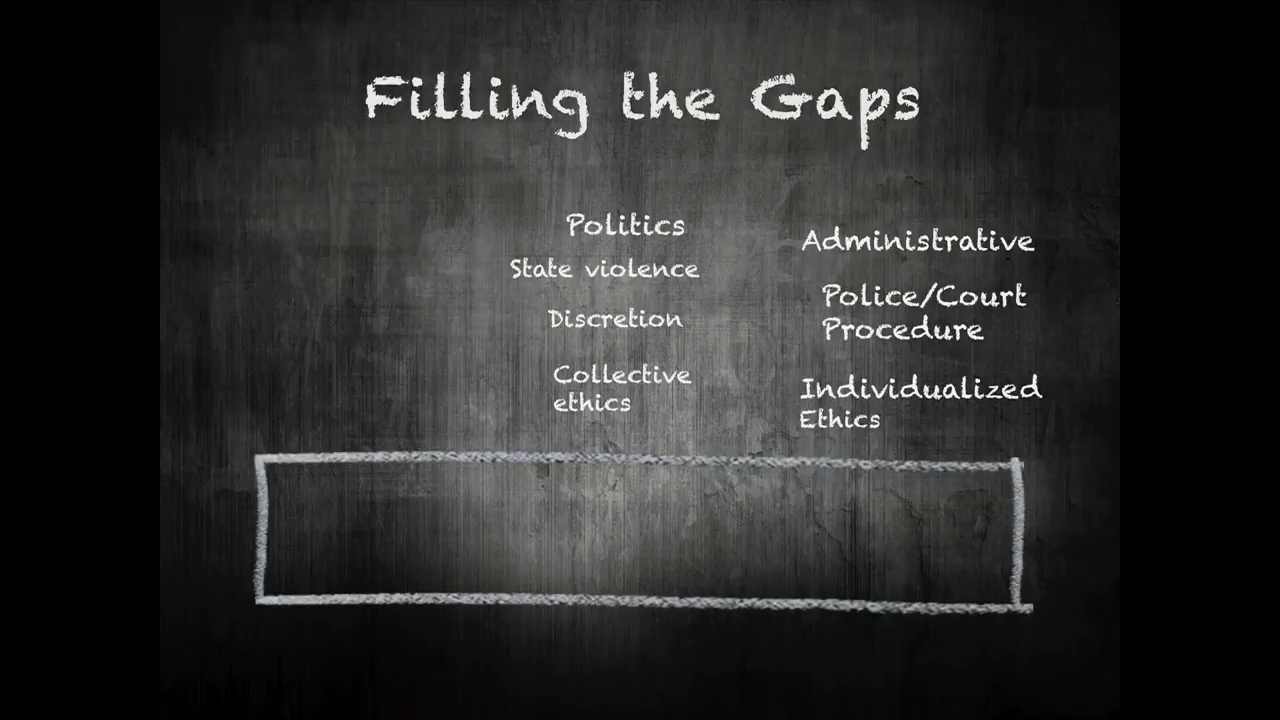 Filling the Gaps
Politics
State violence
Discretion
Collective
ethics
Administrative
Police/Court
Procedure
Individualized
Ethics